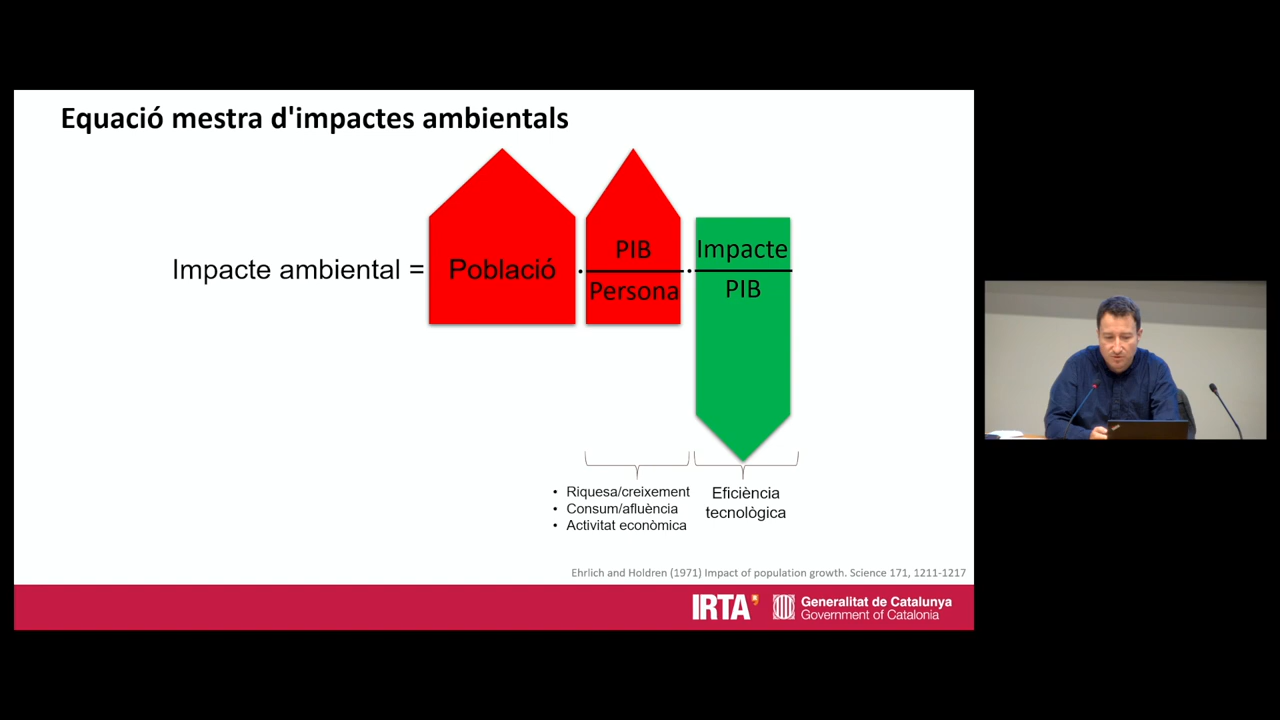 Equació mestra d'impactes ambientals
Impacte ambiental =
Població
·
PIB
Persona
·
Impacte
PIB
• Riquesa/creixement
• Consum/afluència
• Activitat econòmica
Eficiència
tecnològica
Ehrlich and Holdren (1971) Impact of population growth. Science 171, 1211-1217
IRTA
Generalitat de Catalunya
Government of Catalonia